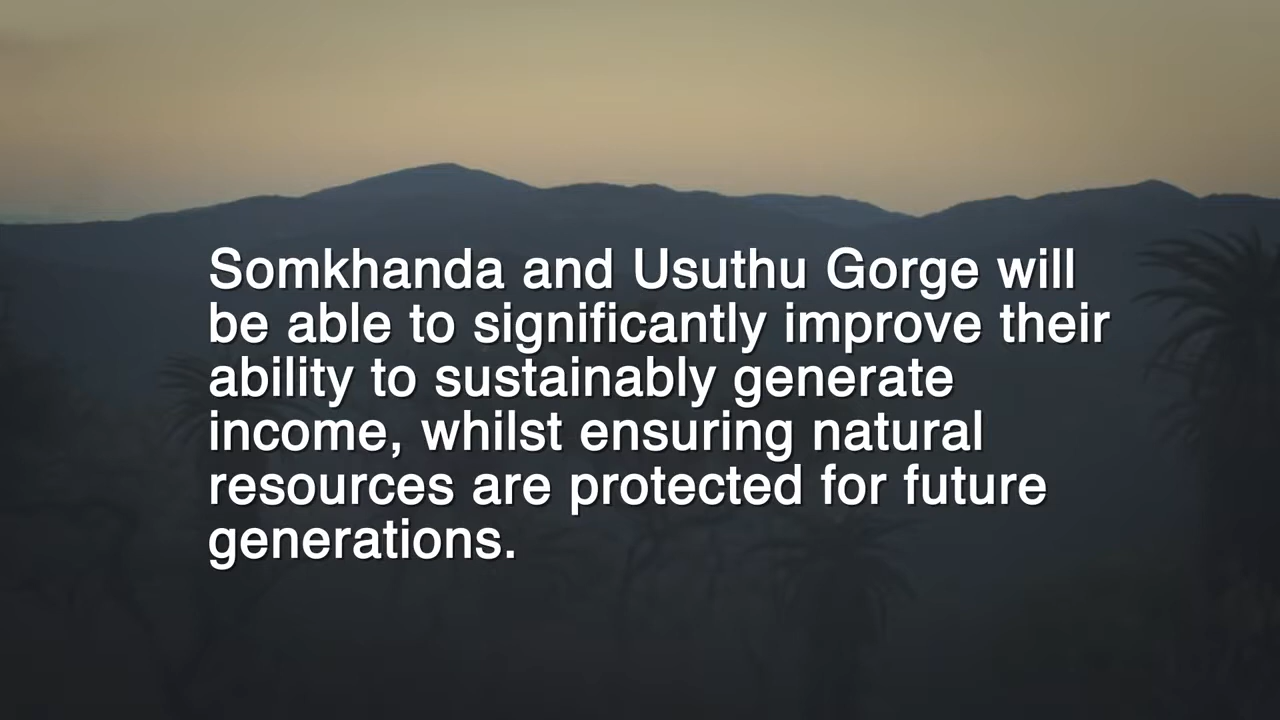 Somkhanda and Usuthu Gorge will
be able to significantly improve their
ability to sustainably generate
income, whilst ensuring natural
resources are protected for future
generations.